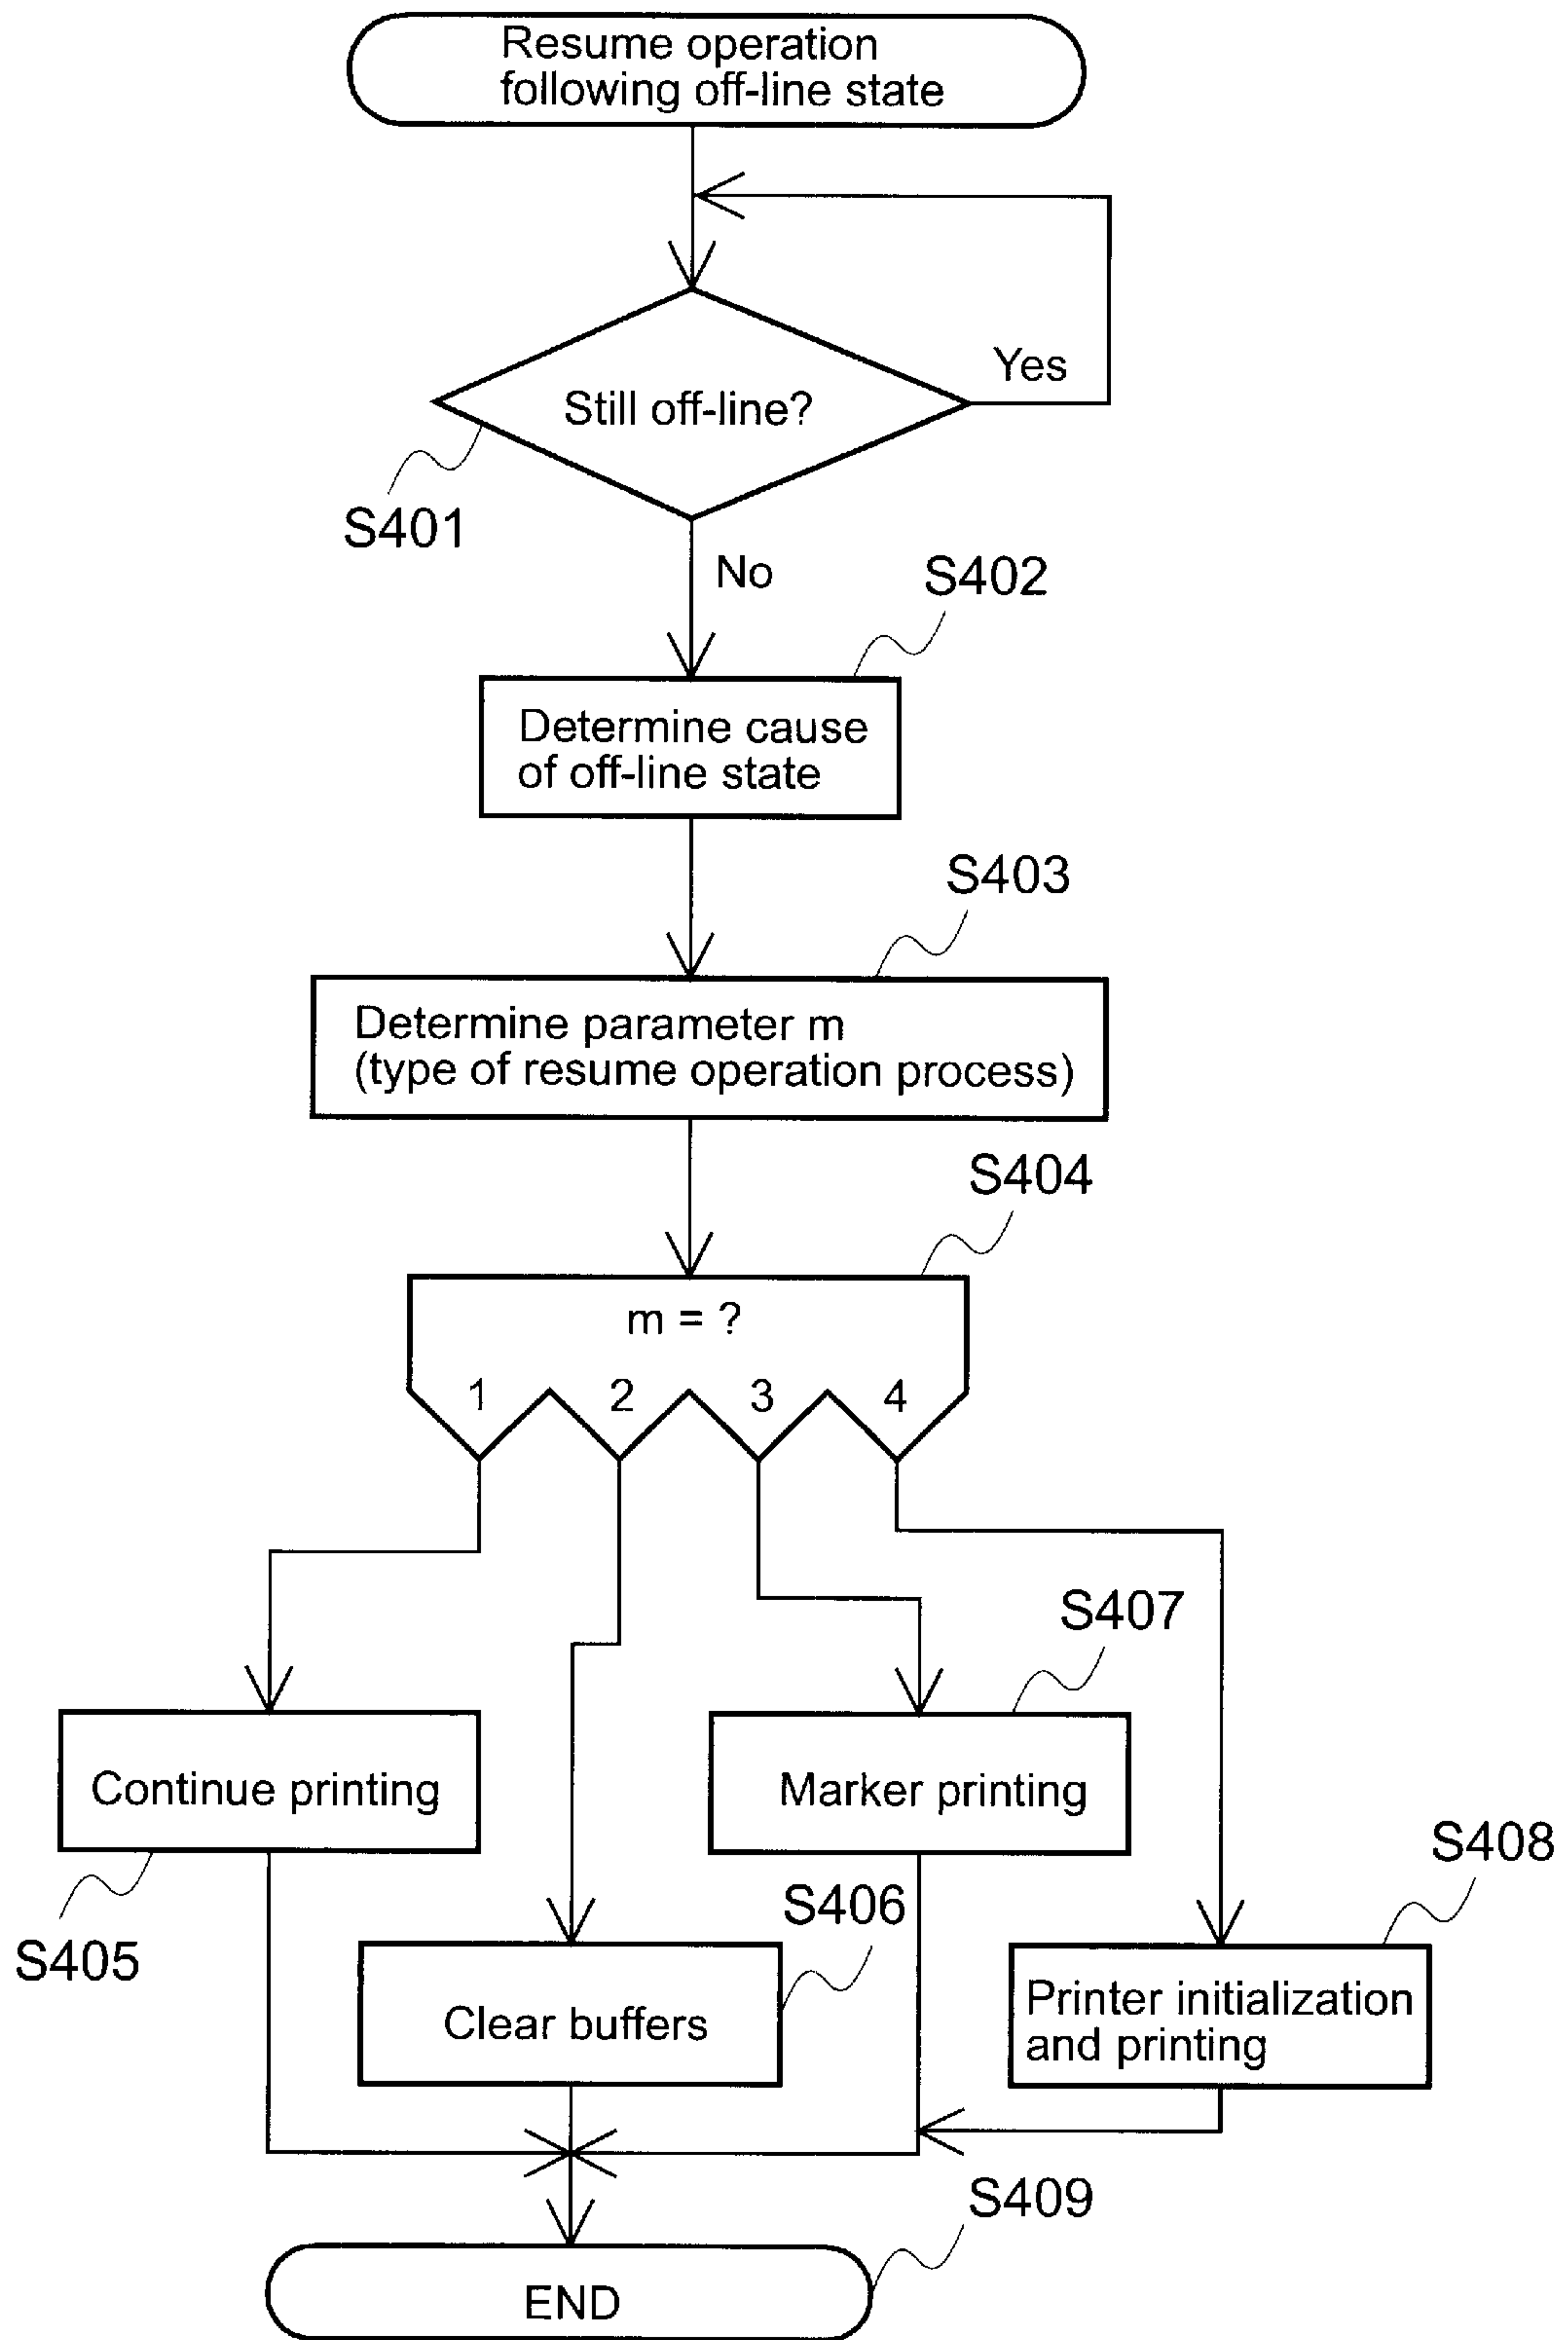 Resume operation
following off-line state
Still off-line?
Yes
S401
No
S402
Determine cause
of off-line state
S403
Determine parameter m
(type of resume operation process)
S404
m = ?
1 2 3 4
S407
Continue printing
Marker printing
S405
S406
S408
Clear buffers
Printer initialization
and printing
S409
END